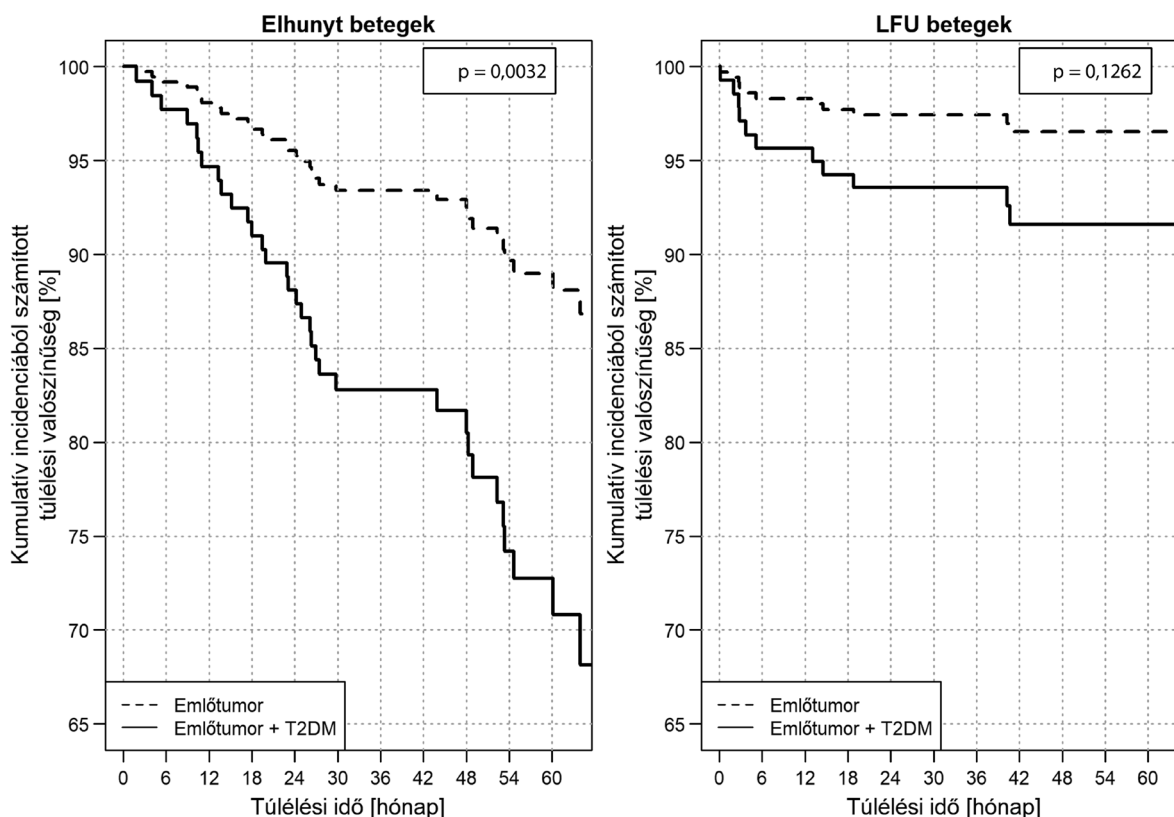 Elhunyt betegek
p = 0,0032
Kumulatív incidenciából számított
túlélési valószínűség [%]
100
95
90
85
80
75
70
65
Emlőtumor
Emlőtumor + T2DM
0 6 12 18 24 30 36 42 48 54 60
Túlélési idő [hónap]
LFU betegek
p = 0,1262
Kumulatív incidenciából számított
túlélési valószínűség [%]
100
95
90
85
80
75
70
65
Emlőtumor
Emlőtumor + T2DM
0 6 12 18 24 30 36 42 48 54 60
Túlélési idő [hónap]